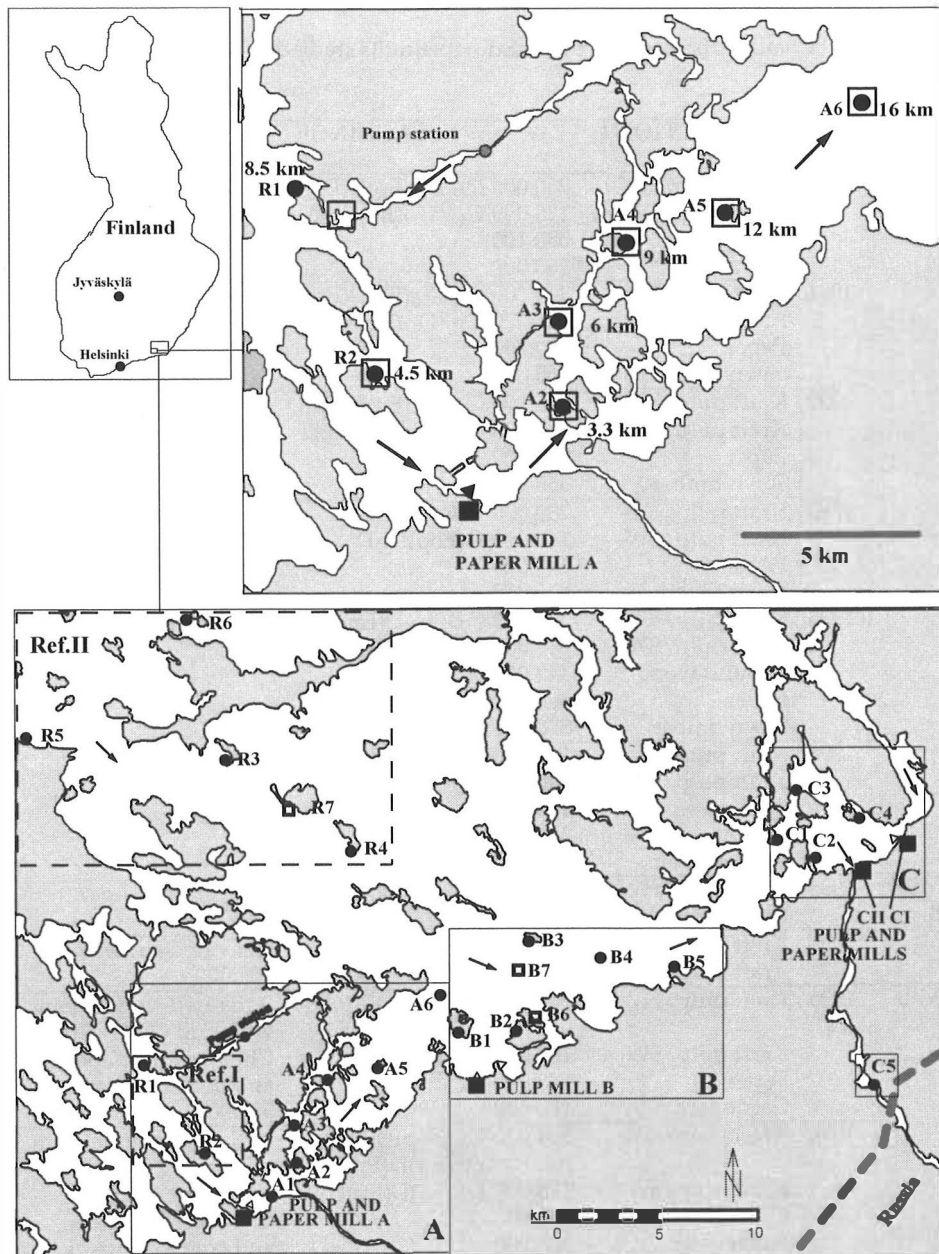 Finland
Jyväskylä
Helsinki
Pump station
8.5 km
R1
A6
16 km
A5
12 km
A4
9 km
A3
6 km
R2
4.5 km
A2
3.3 km
PULP AND
PAPER MILL A
5 km
Ref.II
R6
R5
R3
R7
R4
C3
C4
C1
C2
C
CII CI
PULP AND
PAPER MILLS
B3
B7
B4
B5
B2
B6
B1
PULP MILL B
B
A6
R1
Ref.I
A4
A5
A3
R2
A2
A1
PULP AND
PAPER MILL A
A
C5
N
km
0
5
10
Russia